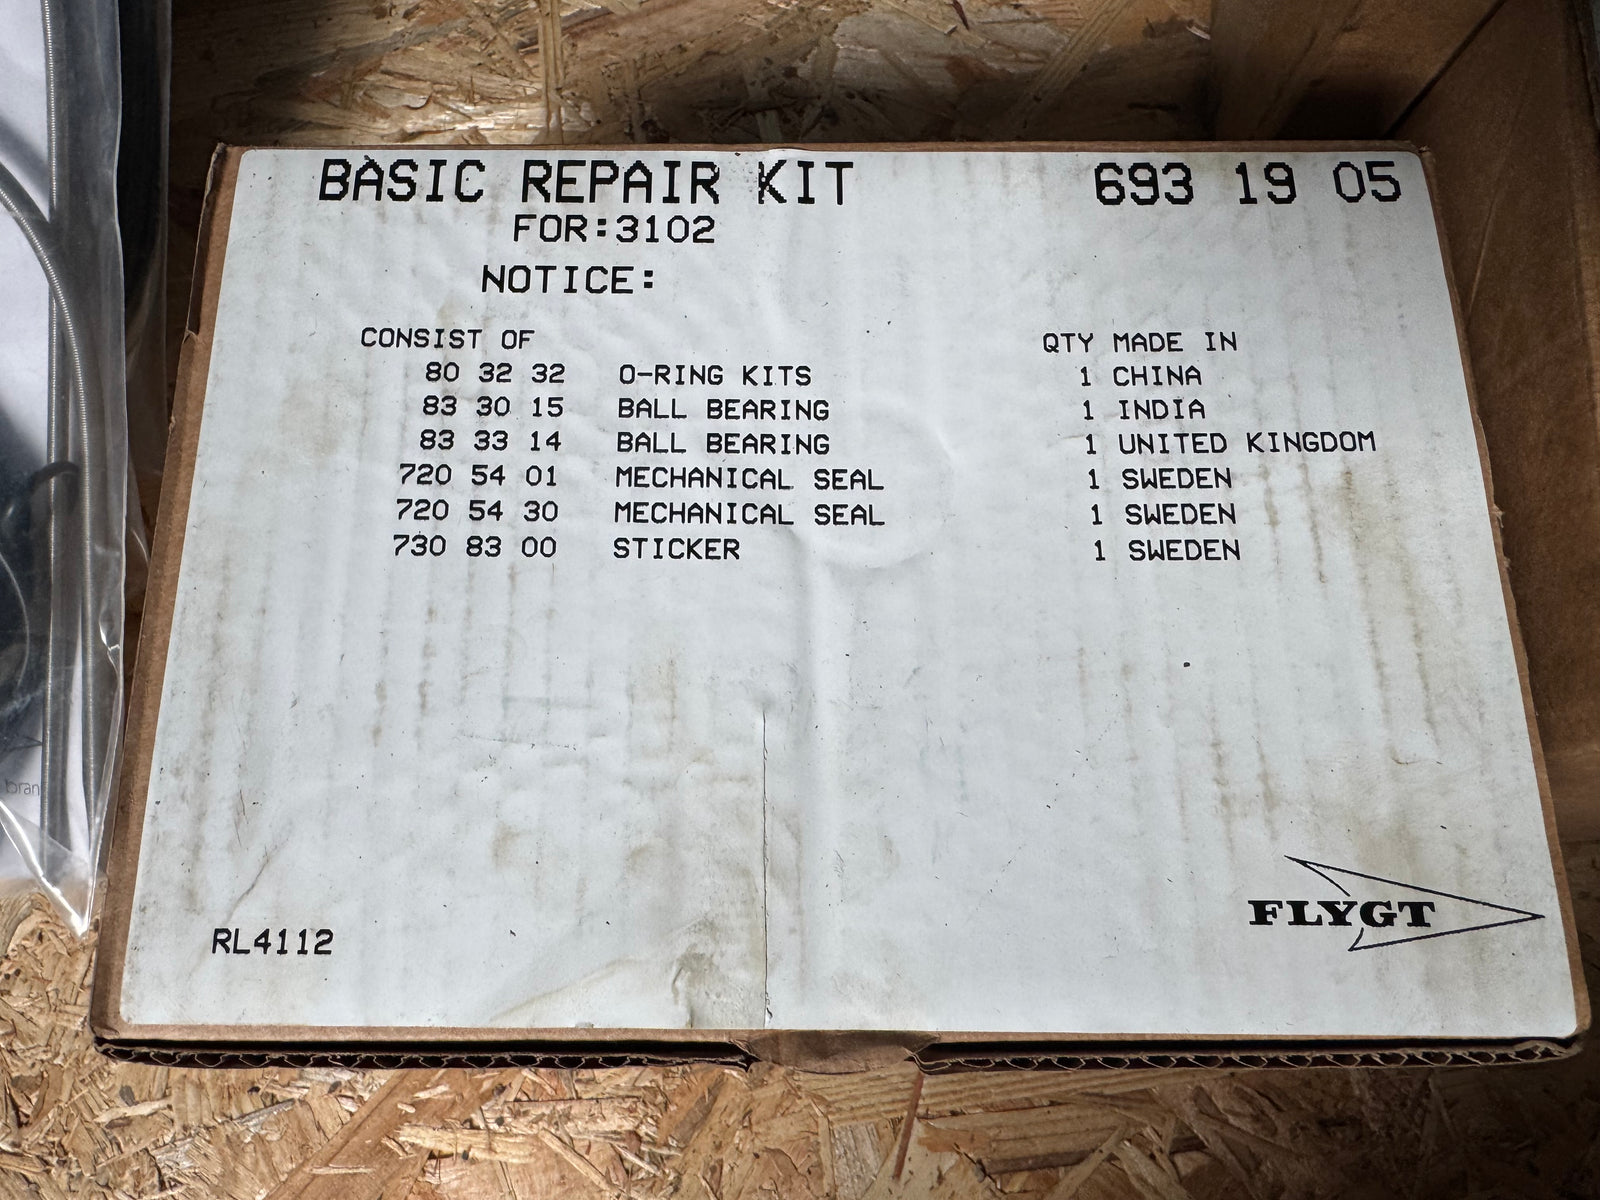 BASIC REPAIR KIT 693 19 05
FOR:3102
NOTICE:
CONSIST OF QTY MADE IN
80 32 32 O-RING KITS 1 CHINA
83 30 15 BALL BEARING 1 INDIA
83 33 14 BALL BEARING 1 UNITED KINGDOM
720 54 01 MECHANICAL SEAL 1 SWEDEN
720 54 30 MECHANICAL SEAL 1 SWEDEN
730 83 00 STICKER 1 SWEDEN
bran
FLYGT
RL4112